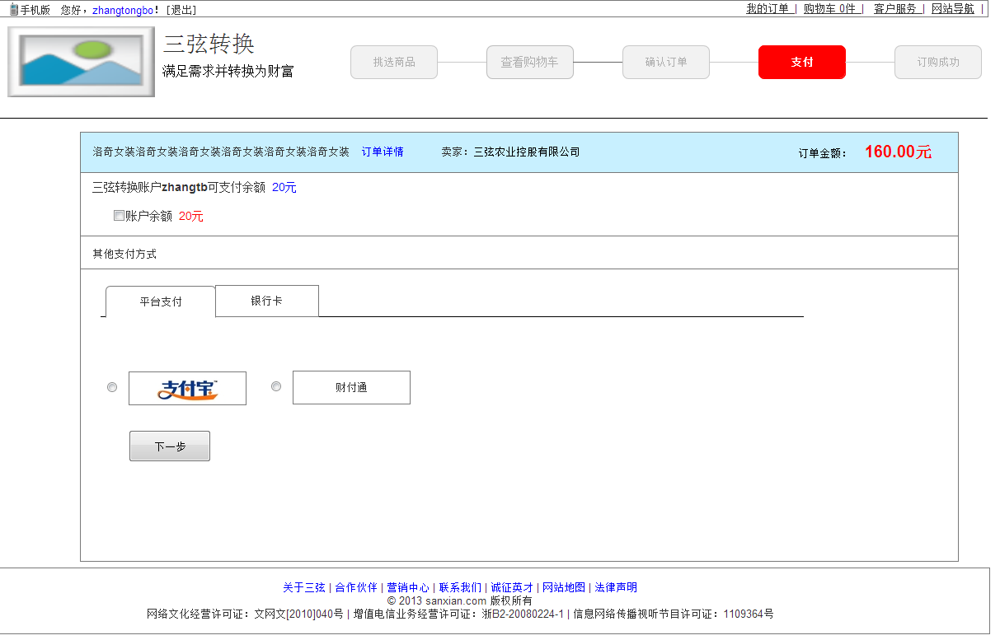 手机版 您好，zhangtongbo！[退出] 我的订单 | 购物车 0件 | 客户服务 | 网站导航 |
三弦转换
满足需求并转换为财富
挑选商品 查看购物车 确认订单 支付 订购成功
洛奇女装洛奇女装洛奇女装洛奇女装洛奇女装洛奇女装 订单详情 卖家：三弦农业控股有限公司 订单金额： 160.00元
三弦转换账户zhangtb可支付余额 20元
账户余额 20元
其他支付方式
平台支付 银行卡
支付宝™ 财付通
下一步
关于三弦 | 合作伙伴 | 营销中心 | 联系我们 | 诚征英才 | 网站地图 | 法律声明
© 2013 sanxian.com 版权所有
网络文化经营许可证：文网文[2010]040号 | 增值电信业务经营许可证：浙B2-20080224-1 | 信息网络传播视听节目许可证：1109364号